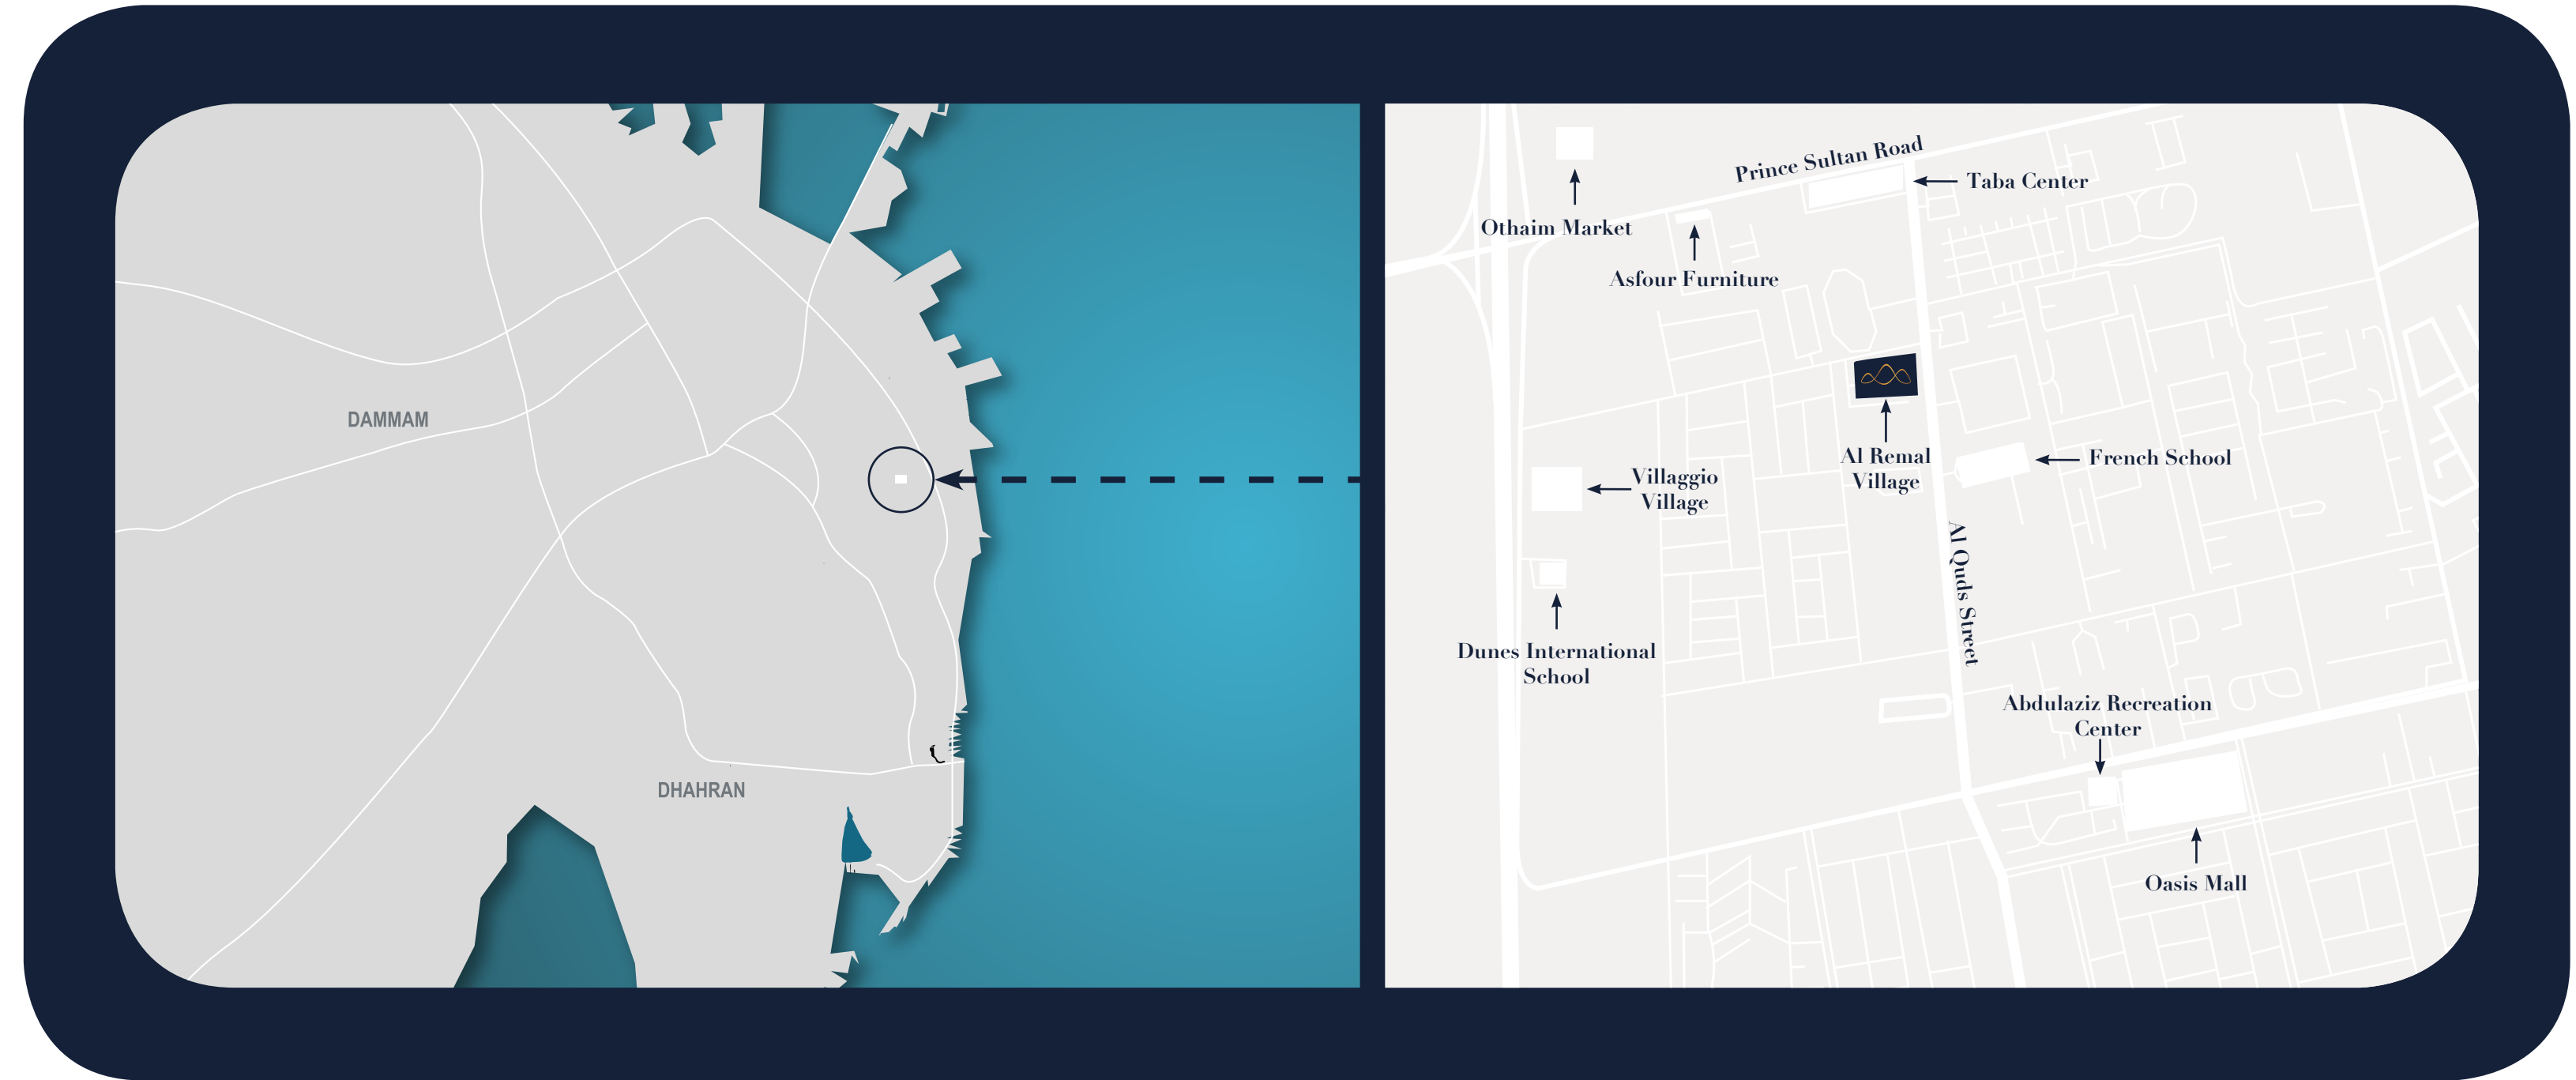 DAMMAM
DHAHRAN
Prince Sultan Road
Taba Center
Othaim Market
Asfour Furniture
Al Remal
Village
French School
Villaggio
Village
Al Quds Street
Dunes International
School
Abdulaziz Recreation
Center
Oasis Mall